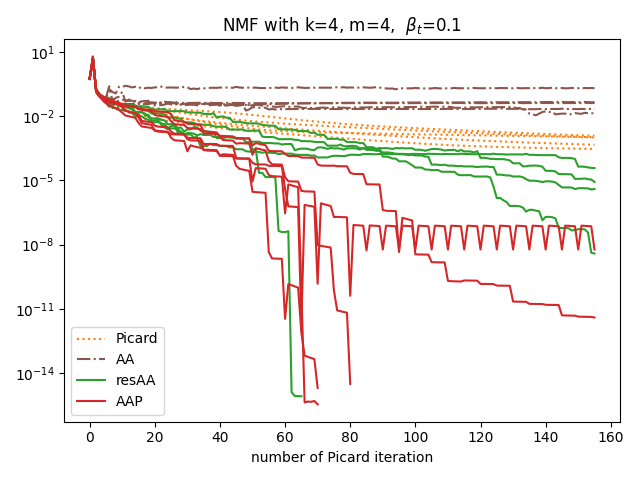 NMF with k=4, m=4, β_t=0.1
10^1
10^−2
10^−5
10^−8
10^−11
10^−14
Picard
AA
resAA
AAP
0 20 40 60 80 100 120 140 160
number of Picard iteration